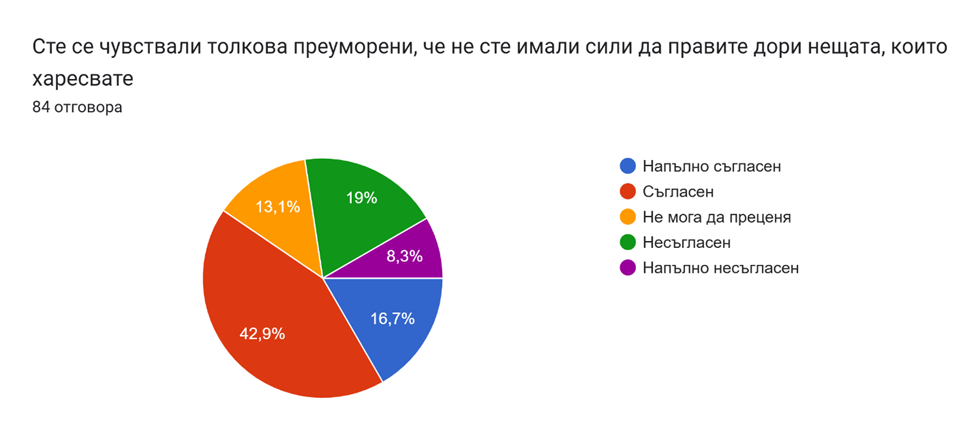 Сте се чувствали толкова преуморени, че не сте имали сили да правите дори нещата, които
харесвате
84 отговора
Напълно съгласен
Съгласен
Не мога да преценя
Несъгласен
Напълно несъгласен
13,1%
19%
8,3%
16,7%
42,9%